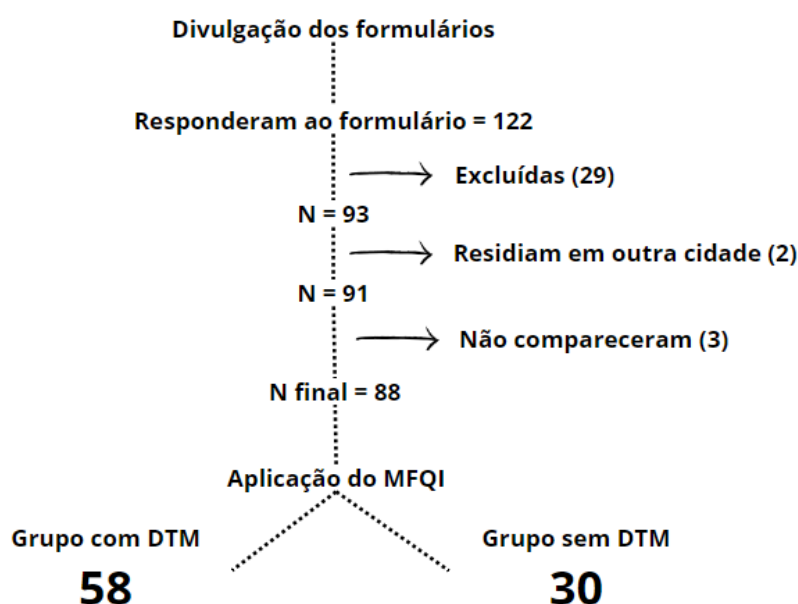 Divulgação dos formulários
Responderam ao formulário = 122
Excluídas (29)
N = 93
Residiam em outra cidade (2)
N = 91
Não compareceram (3)
N final = 88
Aplicação do MFQI
Grupo com DTM
58
Grupo sem DTM
30